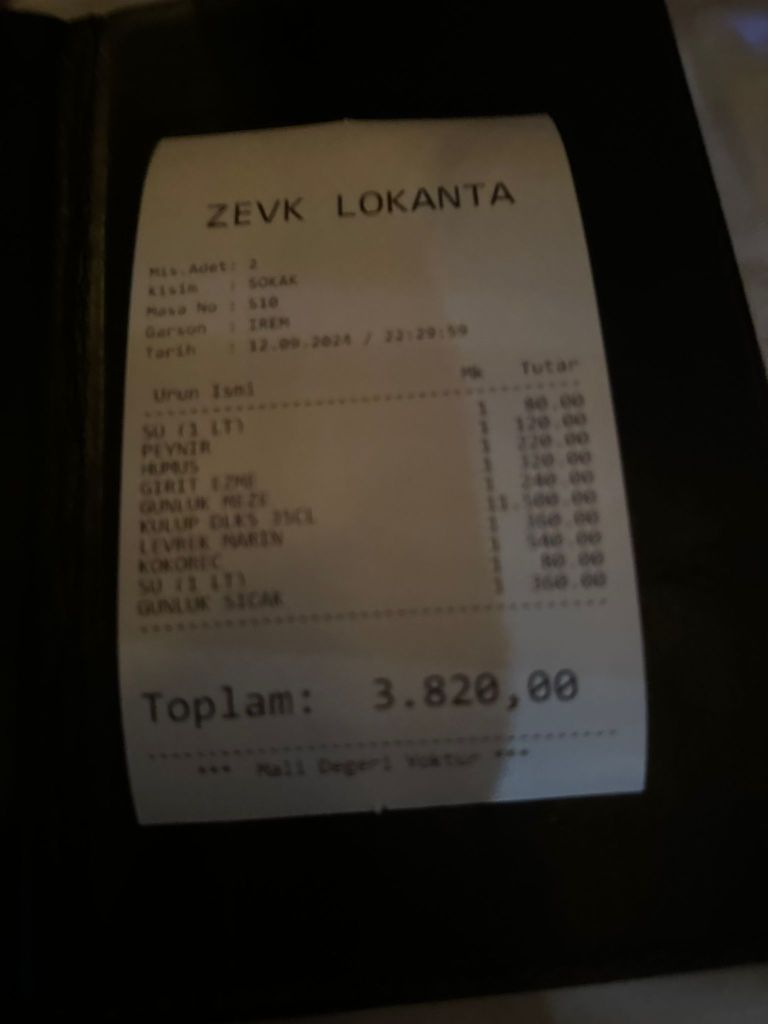 ZEVK LOKANTA
Mis.Adet: 2
Kisim : SOKAK
Masa No : S10
Garson : IREM
Tarih : 12.09.2024 / 22:29:59
Urun Ismi Mk Tutar
SU (1 LT) 1 80.00
PEYNIR 1 120.00
HUMUS 1 220.00
GIRIT EZME 1 320.00
GUNLUK MEZE 1 240.00
KULUP DLKS 35CL 11.500.00
LEVREK MARIN 1 360.00
KOKOREC 1 540.00
SU (1 LT) 1 80.00
GUNLUK SICAK 1 360.00
Toplam: 3.820,00
*** Mali Degeri Yoktur ***